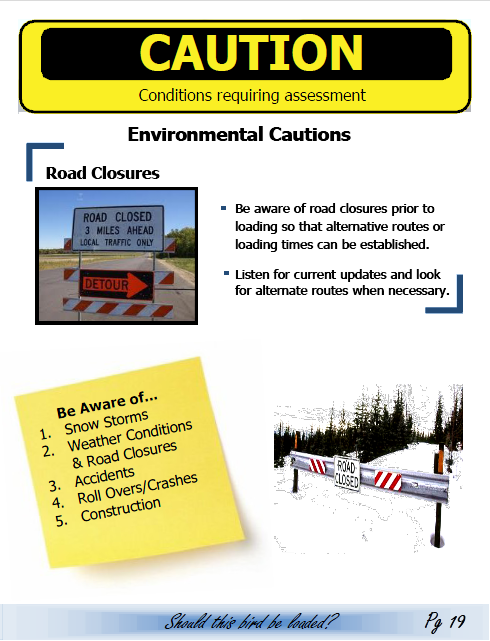 CAUTION
Conditions requiring assessment
Environmental Cautions
Road Closures
ROAD CLOSED
3 MILES AHEAD
LOCAL TRAFFIC ONLY
DETOUR
▪ Be aware of road closures prior to
loading so that alternative routes or
loading times can be established.
▪ Listen for current updates and look
for alternate routes when necessary.
Be Aware of...
1. Snow Storms
2. Weather Conditions
& Road Closures
3. Accidents
4. Roll Overs/Crashes
5. Construction
ROAD
CLOSED
Should this bird be loaded?
Pg 19